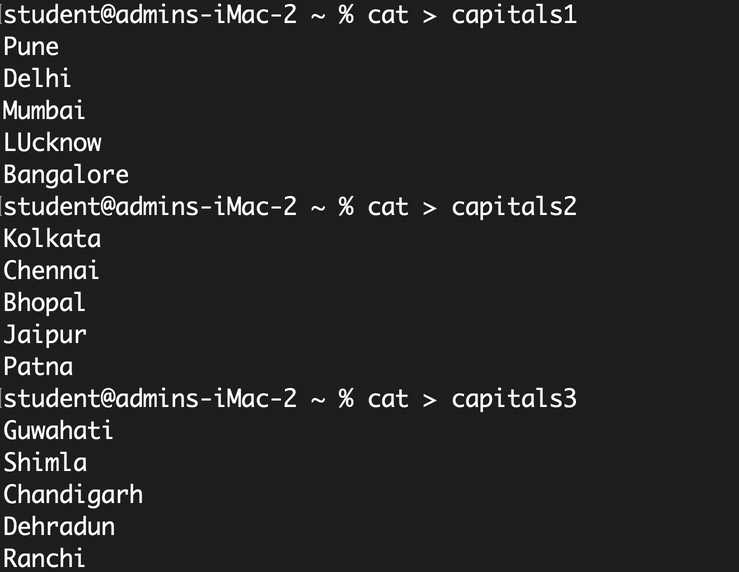 student@admins-iMac-2 ~ % cat > capitals1
Pune
Delhi
Mumbai
LUcknow
Bangalore
student@admins-iMac-2 ~ % cat > capitals2
Kolkata
Chennai
Bhopal
Jaipur
Patna
student@admins-iMac-2 ~ % cat > capitals3
Guwahati
Shimla
Chandigarh
Dehradun
Ranchi